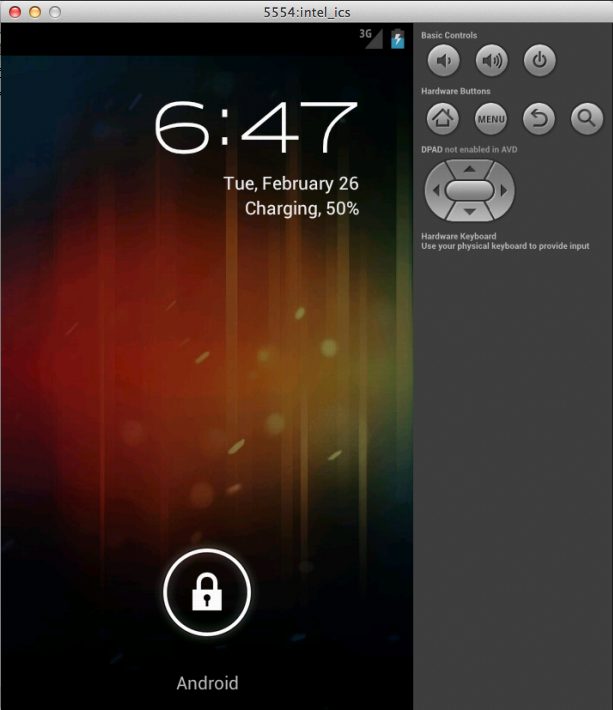 5554:intel_ics
3G
6:47
Tue, February 26
Charging, 50%
Android
Basic Controls
Hardware Buttons
MENU
DPAD not enabled in AVD
Hardware Keyboard
Use your physical keyboard to provide input